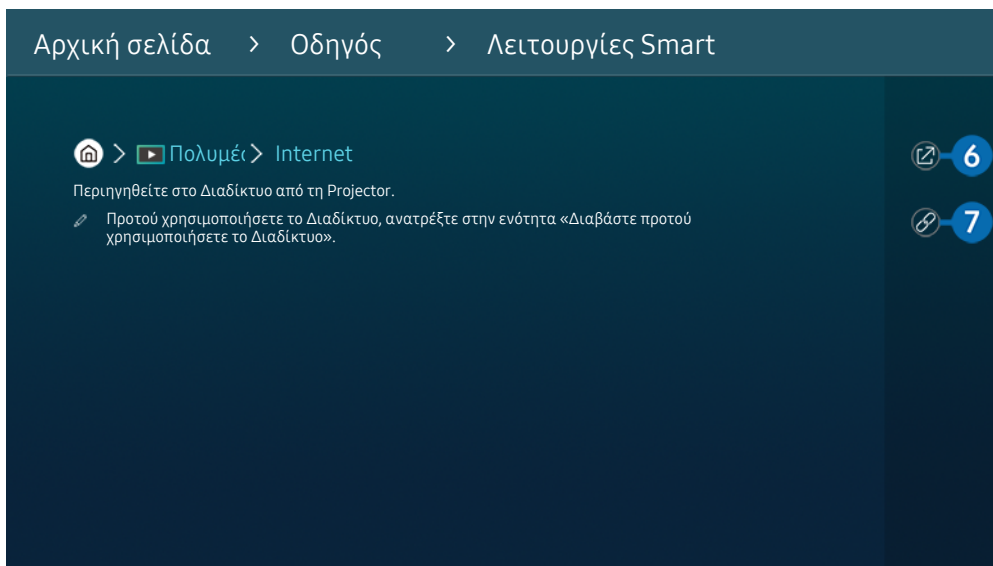 Αρχική σελίδα > Οδηγός > Λειτουργίες Smart
> Πολυμέ > Internet
6
Περιηγηθείτε στο Διαδίκτυο από τη Projector.
Προτού χρησιμοποιήσετε το Διαδίκτυο, ανατρέξτε στην ενότητα «Διαβάστε προτού
χρησιμοποιήσετε το Διαδίκτυο».
7